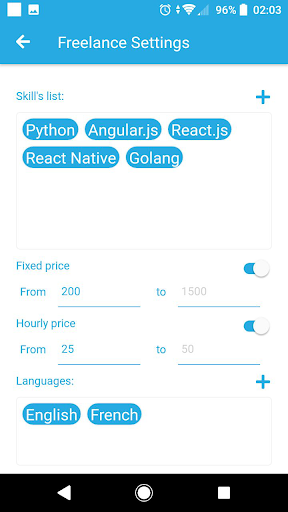 96% 02:03
Freelance Settings
Skill's list:
Python Angular.js React.js
React Native Golang
Fixed price
From 200 to 1500
Hourly price
From 25 to 50
Languages:
English French